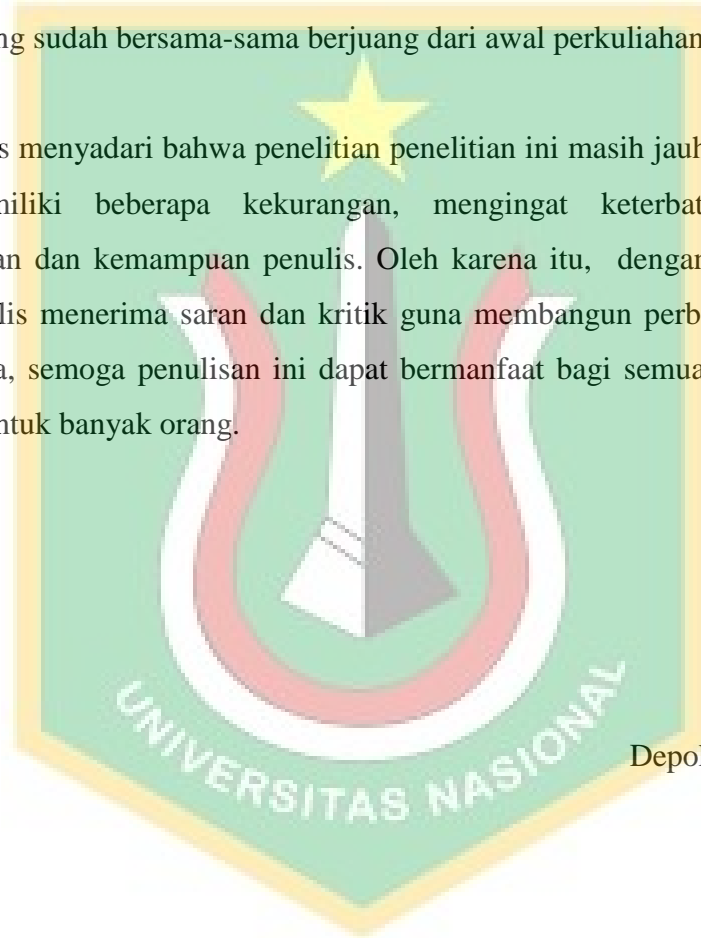 ng sudah bersama-sama berjuang dari awal perkuliahan
s menyadari bahwa penelitian penelitian ini masih jauh
miliki beberapa kekurangan, mengingat keterbat
an dan kemampuan penulis. Oleh karena itu, dengan
lis menerima saran dan kritik guna membangun perb
a, semoga penulisan ini dapat bermanfaat bagi semua
ntuk banyak orang.
UNIVERSITAS NASIONAL
Depok